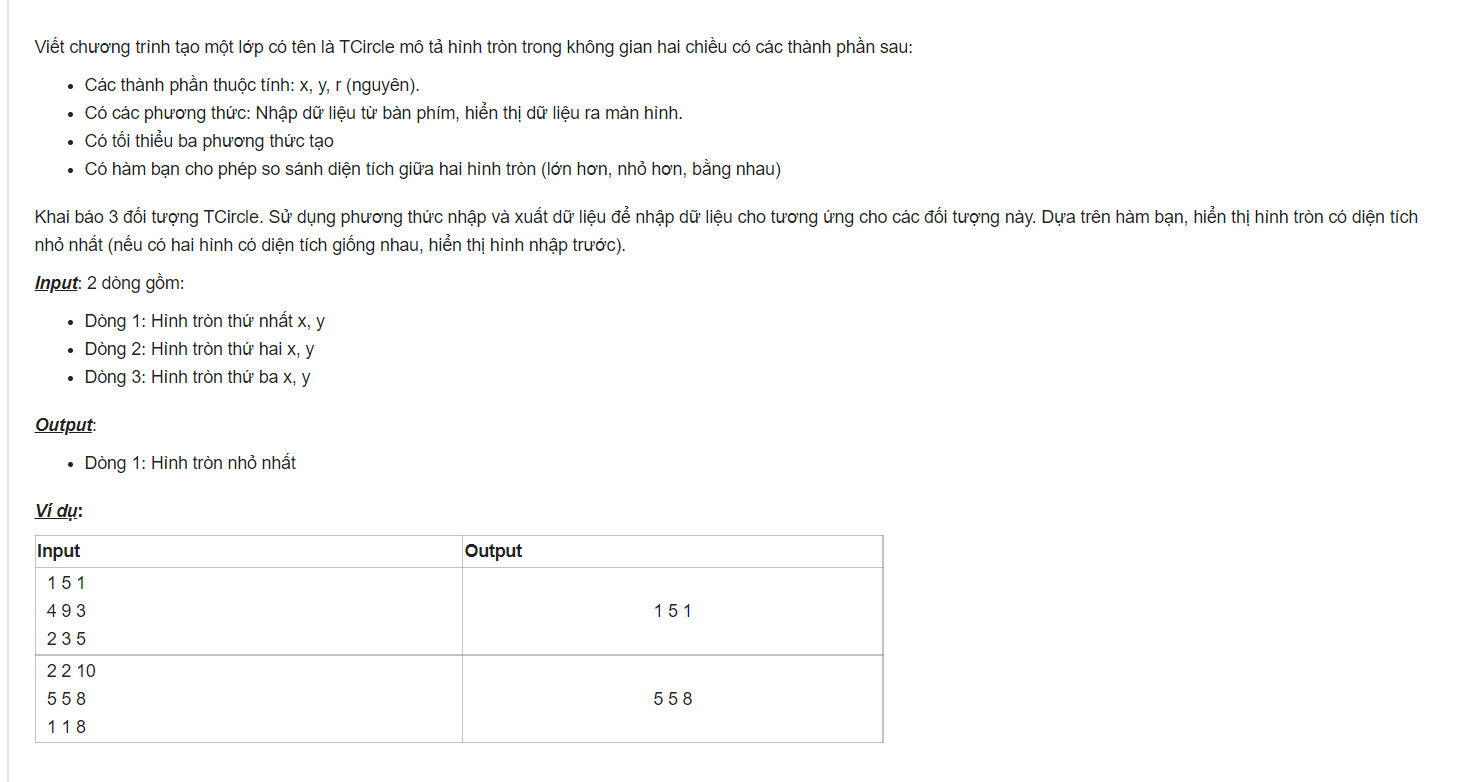 Viết chương trình tạo một lớp có tên là TCircle mô tả hình tròn trong không gian hai chiều có các thành phần sau:
• Các thành phần thuộc tính: x, y, r (nguyên).
• Có các phương thức: Nhập dữ liệu từ bàn phím, hiển thị dữ liệu ra màn hình.
• Có tối thiểu ba phương thức tạo
• Có hàm bạn cho phép so sánh diện tích giữa hai hình tròn (lớn hơn, nhỏ hơn, bằng nhau)
Khai báo 3 đối tượng TCircle. Sử dụng phương thức nhập và xuất dữ liệu để nhập dữ liệu cho tương ứng cho các đối tượng này. Dựa trên hàm bạn, hiển thị hình tròn có diện tích
nhỏ nhất (nếu có hai hình có diện tích giống nhau, hiển thị hình nhập trước).
Input: 2 dòng gồm:
• Dòng 1: Hình tròn thứ nhất x, y
• Dòng 2: Hình tròn thứ hai x, y
• Dòng 3: Hình tròn thứ ba x, y
Output:
• Dòng 1: Hình tròn nhỏ nhất
Ví dụ:
Input Output
1 5 1
4 9 3
2 3 5
1 5 1
2 2 10
5 5 8
1 1 8
5 5 8